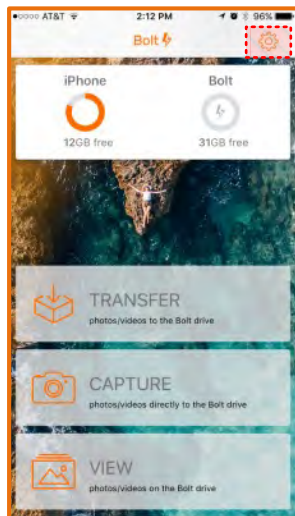 AT&T 2:12 PM 96%
Bolt
iPhone Bolt
12GB free 31GB free
TRANSFER
photos/videos to the Bolt drive
CAPTURE
photos/videos directly to the Bolt drive
VIEW
photos/videos on the Bolt drive